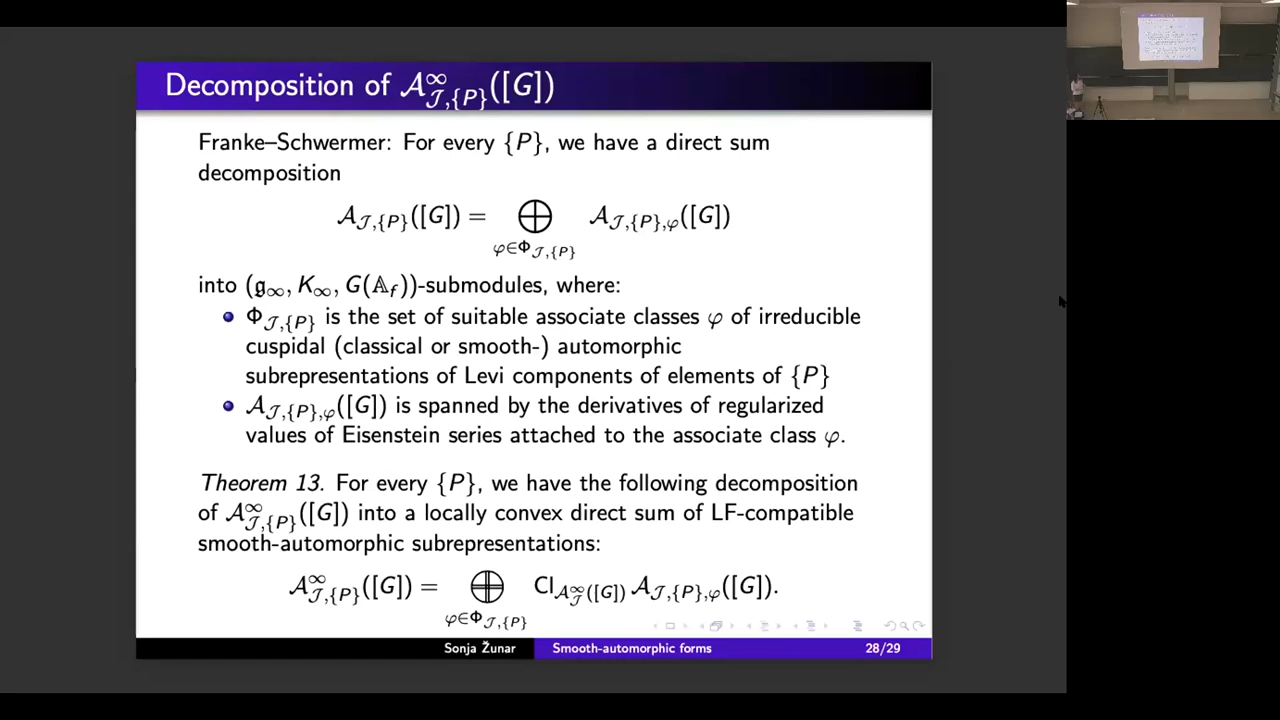 Decomposition of 𝒜^∞_{𝒥,{P}}([G])
Franke–Schwermer: For every {P}, we have a direct sum
decomposition
𝒜_{𝒥,{P}}([G]) = ⊕_{φ∈Φ_{𝒥,{P}}} 𝒜_{𝒥,{P},φ}([G])
into (𝔤_∞, K_∞, G(𝔸_f))-submodules, where:
Φ_{𝒥,{P}} is the set of suitable associate classes φ of irreducible
cuspidal (classical or smooth-) automorphic
subrepresentations of Levi components of elements of {P}
𝒜_{𝒥,{P},φ}([G]) is spanned by the derivatives of regularized
values of Eisenstein series attached to the associate class φ.
Theorem 13. For every {P}, we have the following decomposition
of 𝒜^∞_{𝒥,{P}}([G]) into a locally convex direct sum of LF-compatible
smooth-automorphic subrepresentations:
𝒜^∞_{𝒥,{P}}([G]) = ⊕_{φ∈Φ_{𝒥,{P}}} Cl_{𝒜^∞_𝒥([G])} 𝒜_{𝒥,{P},φ}([G]).
Sonja Žunar Smooth-automorphic forms 28/29